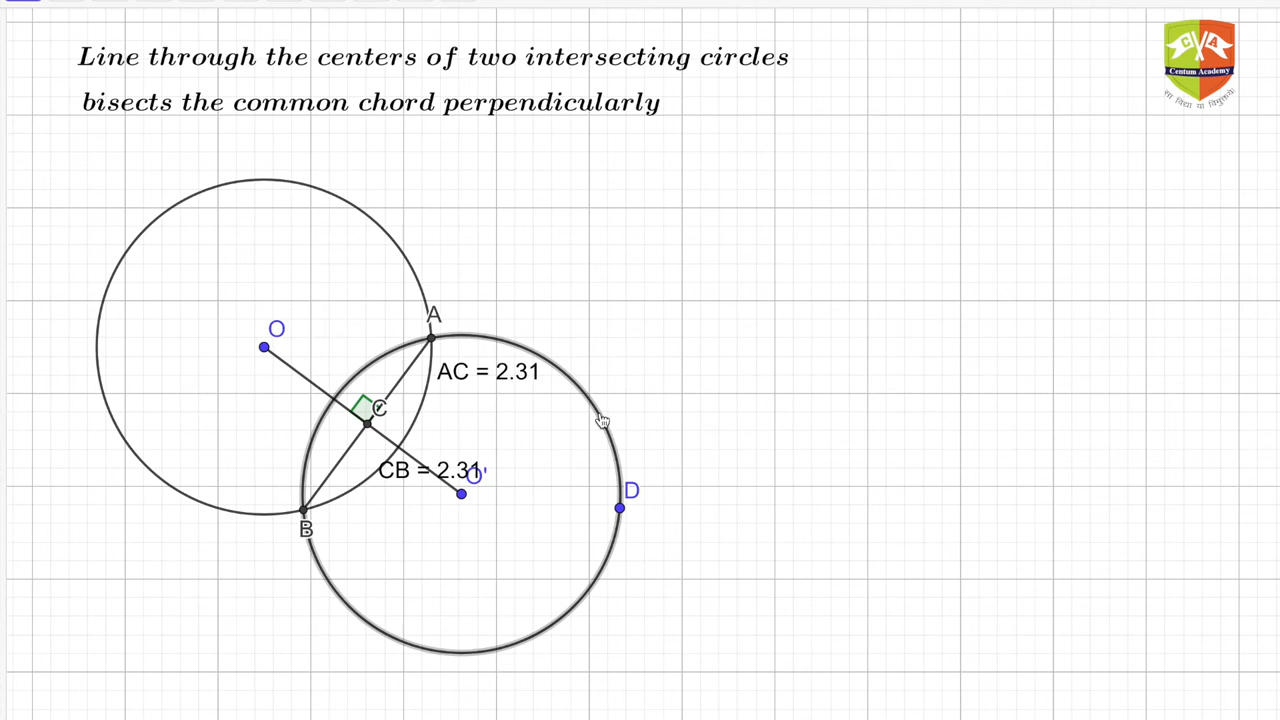 Line through the centers of two intersecting circles
bisects the common chord perpendicularly
C A
Centum Academy
सा विद्या या विमुक्तये
A
O
AC = 2.31
C
CB = 2.31
O'
D
B